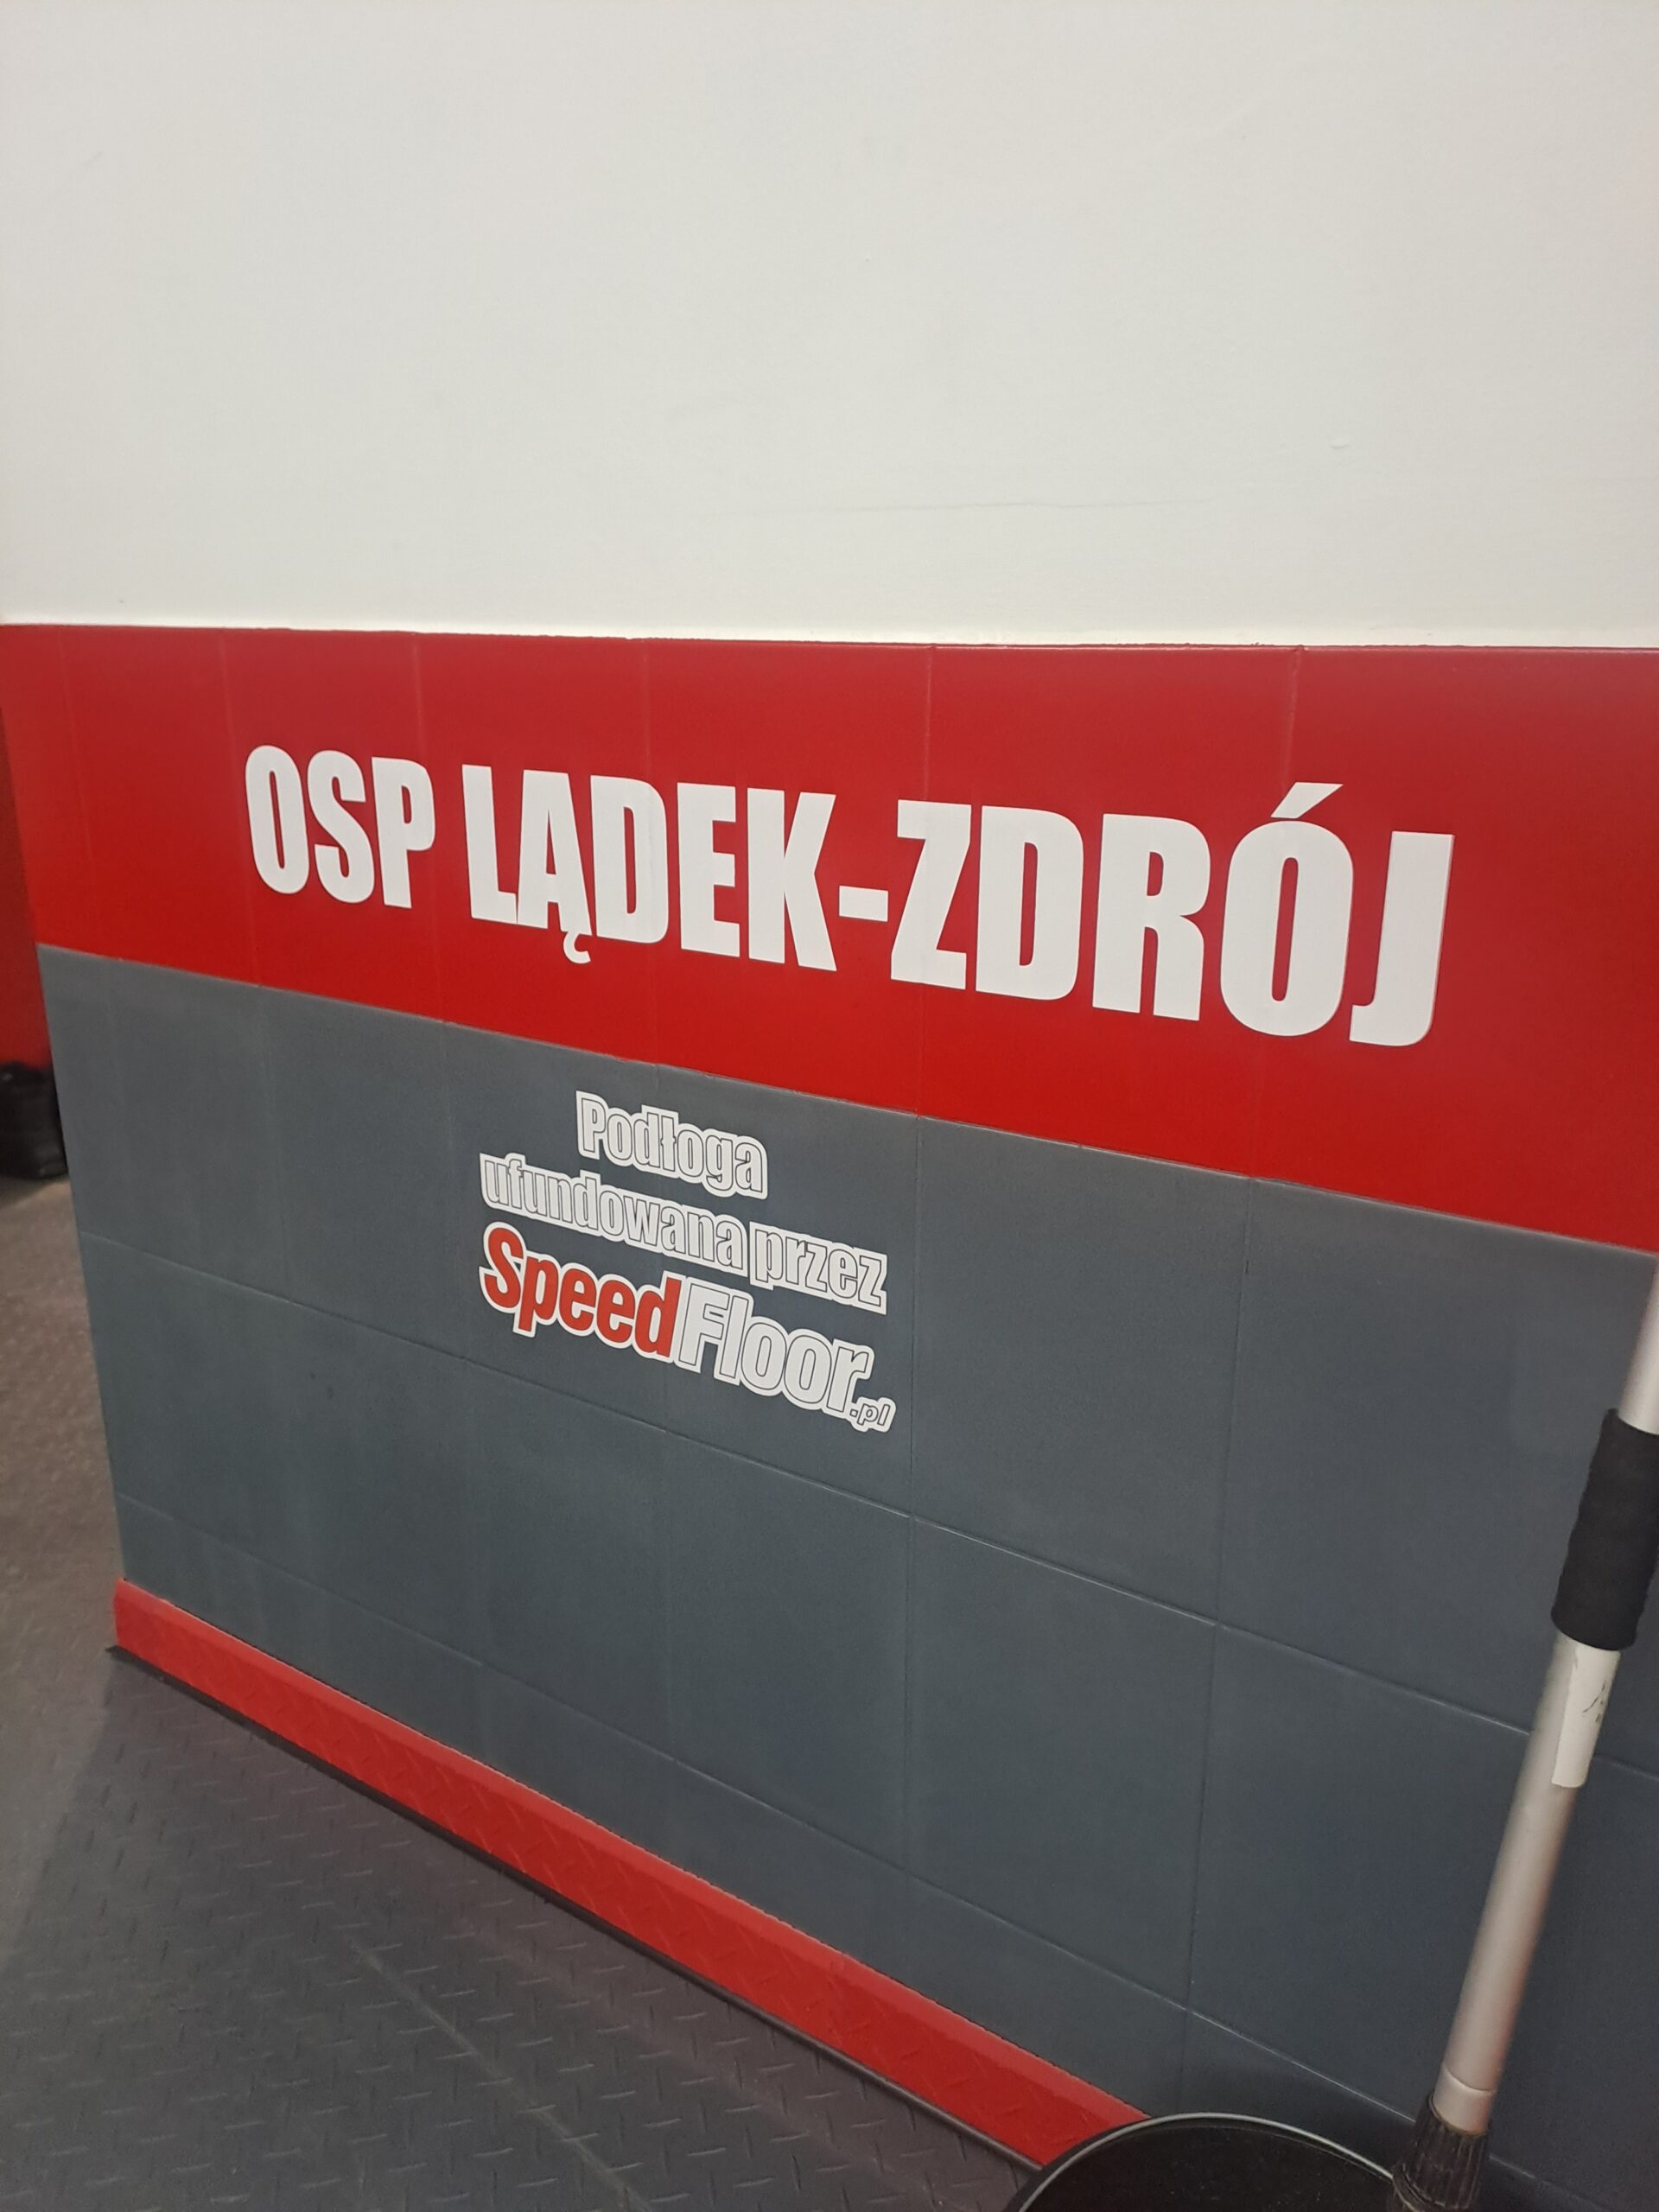 OSP LĄDEK-ZDRÓJ
Podłoga
ufundowana przez
SpeedFloor.pl